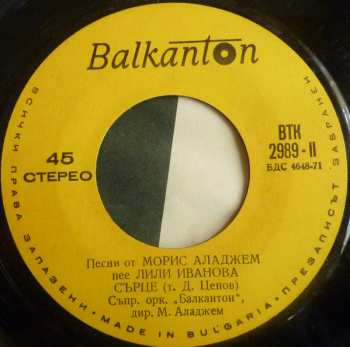 Balkanton
45
СТЕРЕО
ВТК
2989-II
БДС 4648-71
Песни от МОРИС АЛАДЖЕМ
пее ЛИЛИ ИВАНОВА
СЪРЦЕ (т. Д. Ценов)
Съпр. орк. „Балкантон",
дир. М. Аладжем
ВСИЧКИ ПРАВА ЗАПАЗЕНИ · MADE IN BULGARIA · ПРЕЗАПИСЪТ ЗАБРАНЕН